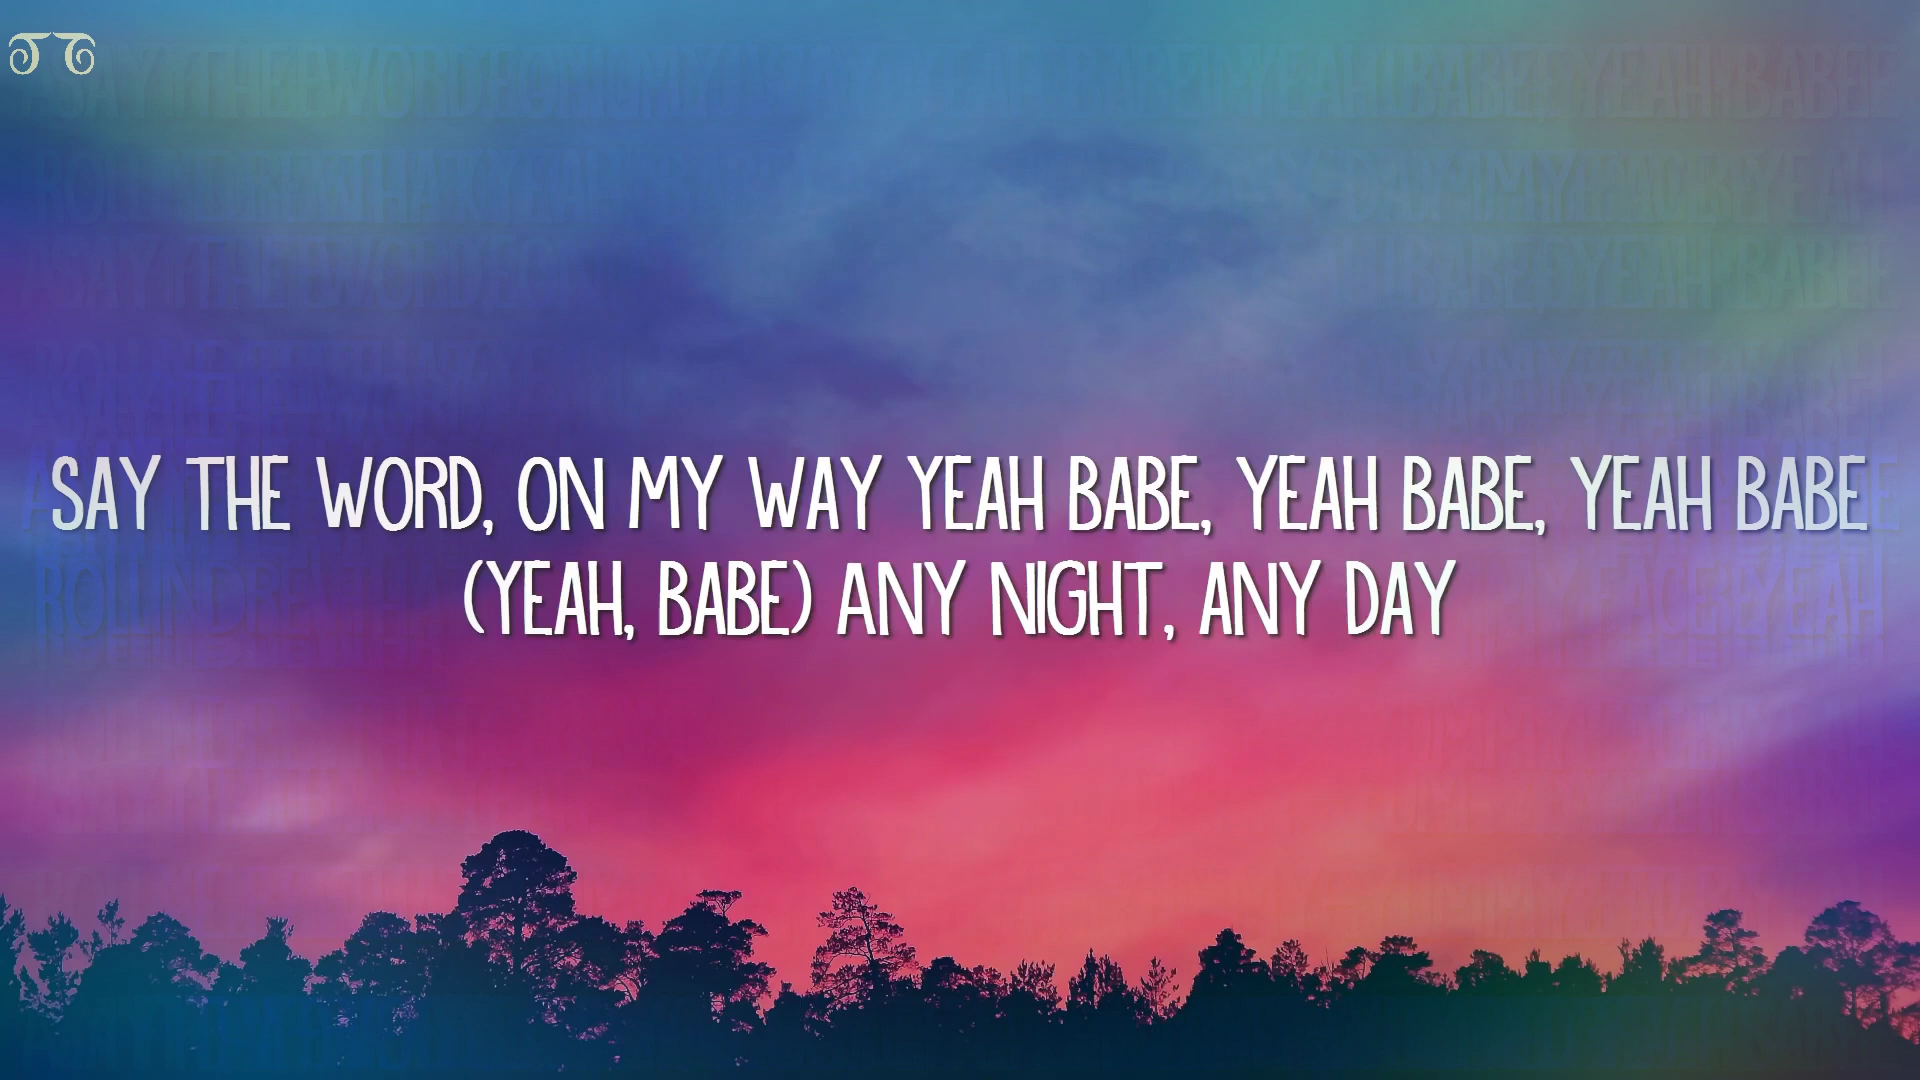 SAY THE WORD, ON MY WAY YEAH BABE, YEAH BABE, YEAH BABE
(YEAH, BABE) ANY NIGHT, ANY DAY